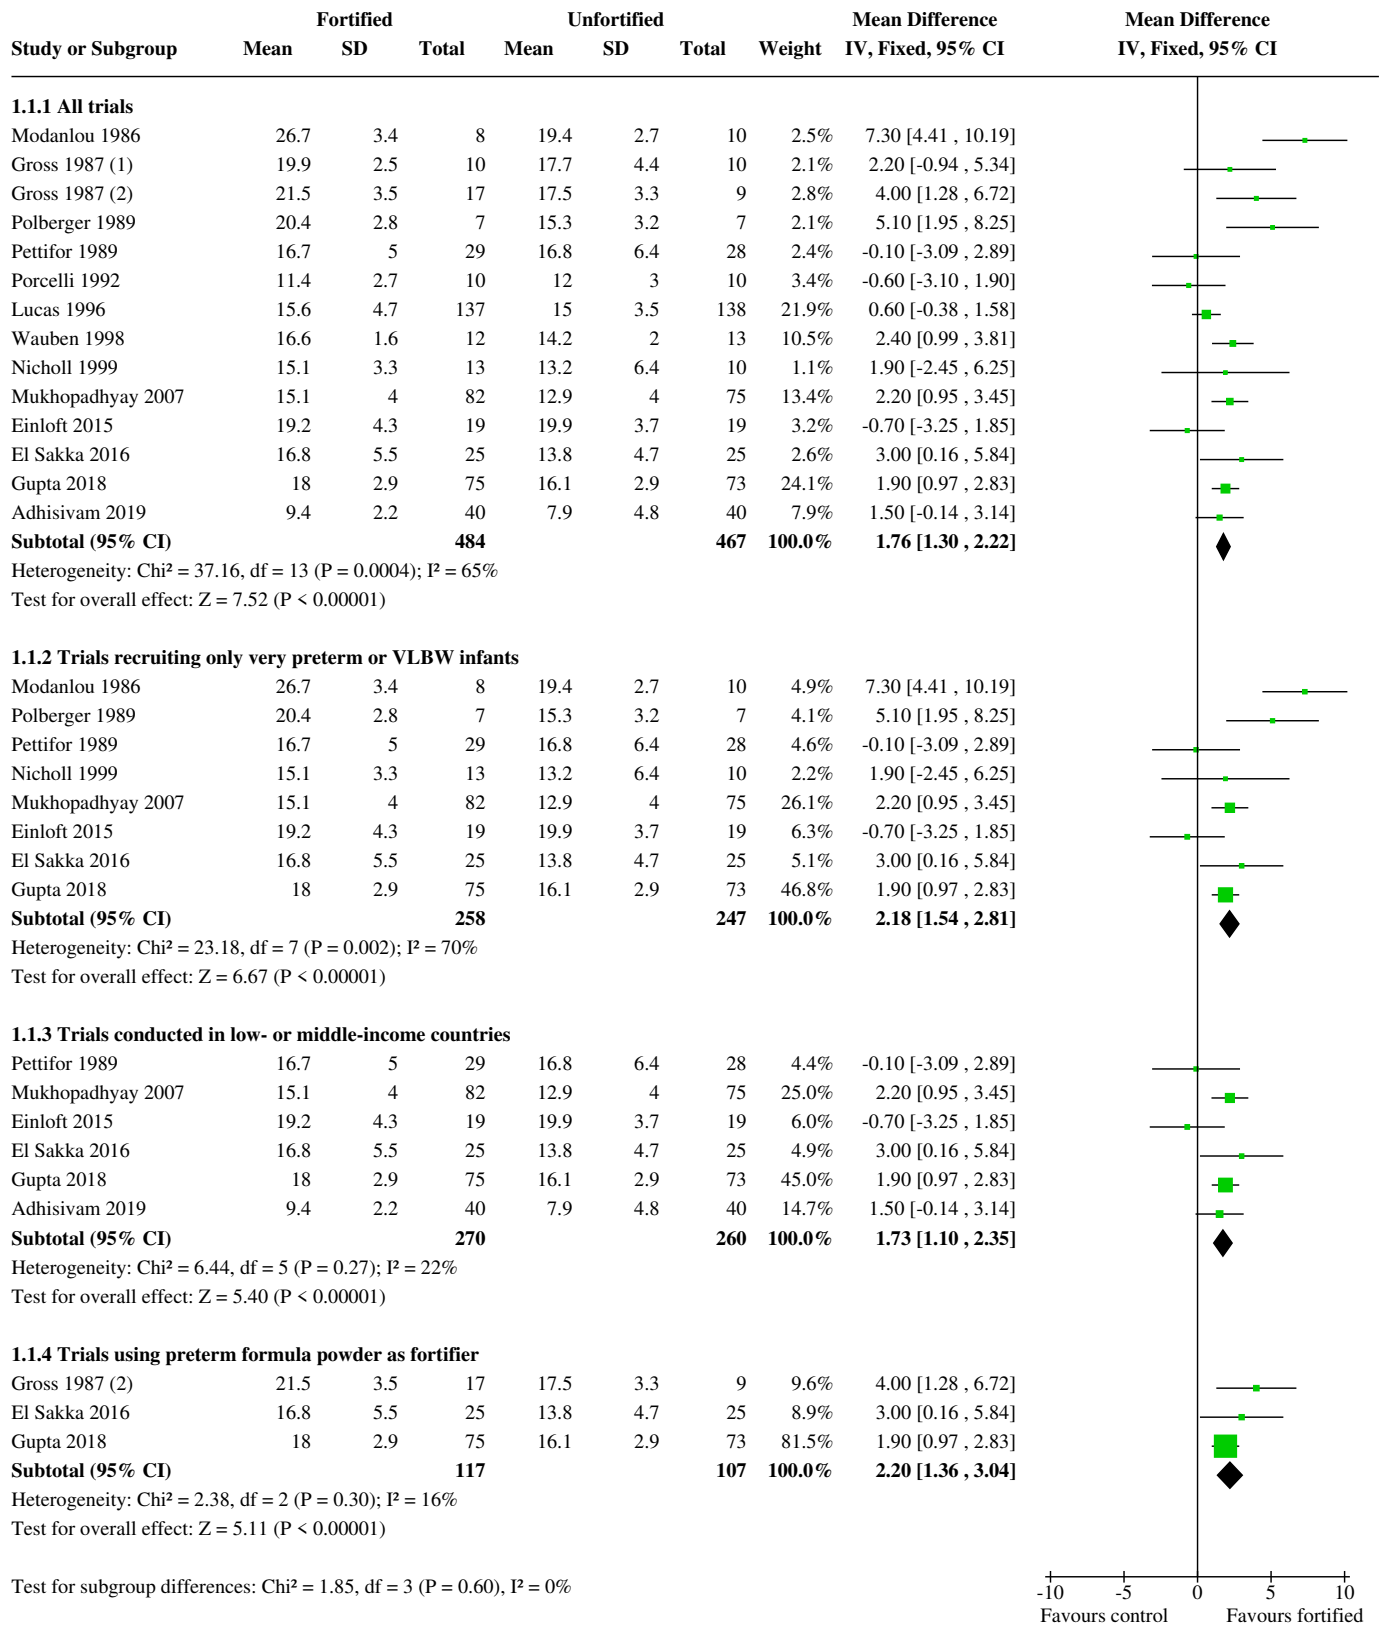 Fortified Unfortified Mean Difference Mean Difference
Study or Subgroup Mean SD Total Mean SD Total Weight IV, Fixed, 95% CI IV, Fixed, 95% CI
1.1.1 All trials
Modanlou 1986 26.7 3.4 8 19.4 2.7 10 2.5% 7.30 [4.41 , 10.19]
Gross 1987 (1) 19.9 2.5 10 17.7 4.4 10 2.1% 2.20 [-0.94 , 5.34]
Gross 1987 (2) 21.5 3.5 17 17.5 3.3 9 2.8% 4.00 [1.28 , 6.72]
Polberger 1989 20.4 2.8 7 15.3 3.2 7 2.1% 5.10 [1.95 , 8.25]
Pettifor 1989 16.7 5 29 16.8 6.4 28 2.4% -0.10 [-3.09 , 2.89]
Porcelli 1992 11.4 2.7 10 12 3 10 3.4% -0.60 [-3.10 , 1.90]
Lucas 1996 15.6 4.7 137 15 3.5 138 21.9% 0.60 [-0.38 , 1.58]
Wauben 1998 16.6 1.6 12 14.2 2 13 10.5% 2.40 [0.99 , 3.81]
Nicholl 1999 15.1 3.3 13 13.2 6.4 10 1.1% 1.90 [-2.45 , 6.25]
Mukhopadhyay 2007 15.1 4 82 12.9 4 75 13.4% 2.20 [0.95 , 3.45]
Einloft 2015 19.2 4.3 19 19.9 3.7 19 3.2% -0.70 [-3.25 , 1.85]
El Sakka 2016 16.8 5.5 25 13.8 4.7 25 2.6% 3.00 [0.16 , 5.84]
Gupta 2018 18 2.9 75 16.1 2.9 73 24.1% 1.90 [0.97 , 2.83]
Adhisivam 2019 9.4 2.2 40 7.9 4.8 40 7.9% 1.50 [-0.14 , 3.14]
Subtotal (95% CI) 484 467 100.0% 1.76 [1.30 , 2.22]
Heterogeneity: Chi² = 37.16, df = 13 (P = 0.0004); I² = 65%
Test for overall effect: Z = 7.52 (P < 0.00001)
1.1.2 Trials recruiting only very preterm or VLBW infants
Modanlou 1986 26.7 3.4 8 19.4 2.7 10 4.9% 7.30 [4.41 , 10.19]
Polberger 1989 20.4 2.8 7 15.3 3.2 7 4.1% 5.10 [1.95 , 8.25]
Pettifor 1989 16.7 5 29 16.8 6.4 28 4.6% -0.10 [-3.09 , 2.89]
Nicholl 1999 15.1 3.3 13 13.2 6.4 10 2.2% 1.90 [-2.45 , 6.25]
Mukhopadhyay 2007 15.1 4 82 12.9 4 75 26.1% 2.20 [0.95 , 3.45]
Einloft 2015 19.2 4.3 19 19.9 3.7 19 6.3% -0.70 [-3.25 , 1.85]
El Sakka 2016 16.8 5.5 25 13.8 4.7 25 5.1% 3.00 [0.16 , 5.84]
Gupta 2018 18 2.9 75 16.1 2.9 73 46.8% 1.90 [0.97 , 2.83]
Subtotal (95% CI) 258 247 100.0% 2.18 [1.54 , 2.81]
Heterogeneity: Chi² = 23.18, df = 7 (P = 0.002); I² = 70%
Test for overall effect: Z = 6.67 (P < 0.00001)
1.1.3 Trials conducted in low- or middle-income countries
Pettifor 1989 16.7 5 29 16.8 6.4 28 4.4% -0.10 [-3.09 , 2.89]
Mukhopadhyay 2007 15.1 4 82 12.9 4 75 25.0% 2.20 [0.95 , 3.45]
Einloft 2015 19.2 4.3 19 19.9 3.7 19 6.0% -0.70 [-3.25 , 1.85]
El Sakka 2016 16.8 5.5 25 13.8 4.7 25 4.9% 3.00 [0.16 , 5.84]
Gupta 2018 18 2.9 75 16.1 2.9 73 45.0% 1.90 [0.97 , 2.83]
Adhisivam 2019 9.4 2.2 40 7.9 4.8 40 14.7% 1.50 [-0.14 , 3.14]
Subtotal (95% CI) 270 260 100.0% 1.73 [1.10 , 2.35]
Heterogeneity: Chi² = 6.44, df = 5 (P = 0.27); I² = 22%
Test for overall effect: Z = 5.40 (P < 0.00001)
1.1.4 Trials using preterm formula powder as fortifier
Gross 1987 (2) 21.5 3.5 17 17.5 3.3 9 9.6% 4.00 [1.28 , 6.72]
El Sakka 2016 16.8 5.5 25 13.8 4.7 25 8.9% 3.00 [0.16 , 5.84]
Gupta 2018 18 2.9 75 16.1 2.9 73 81.5% 1.90 [0.97 , 2.83]
Subtotal (95% CI) 117 107 100.0% 2.20 [1.36 , 3.04]
Heterogeneity: Chi² = 2.38, df = 2 (P = 0.30); I² = 16%
Test for overall effect: Z = 5.11 (P < 0.00001)
Test for subgroup differences: Chi² = 1.85, df = 3 (P = 0.60), I² = 0%
-10 -5 0 5 10
Favours control Favours fortified